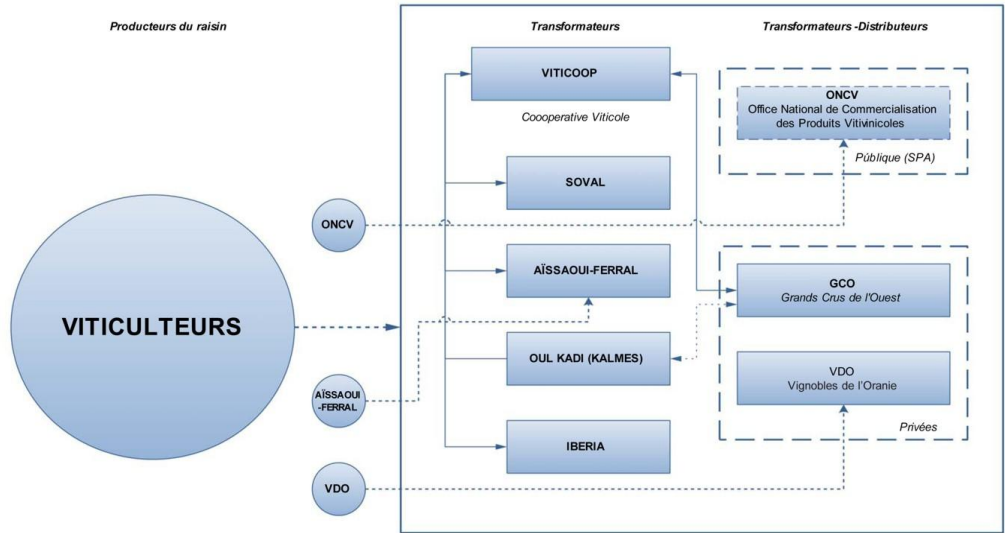 Producteurs du raisin
Transformateurs
Transformateurs -Distributeurs
VITICOOP
Coooperative Viticole
ONCV
Office National de Commercialisation
des Produits Vitivinicoles
Públique (SPA)
SOVAL
ONCV
AÏSSAOUI-FERRAL
GCO
Grands Crus de l'Ouest
VITICULTEURS
OUL KADI (KALMES)
VDO
Vignobles de l'Oranie
AÏSSAOUI
-FERRAL
Privées
IBERIA
VDO